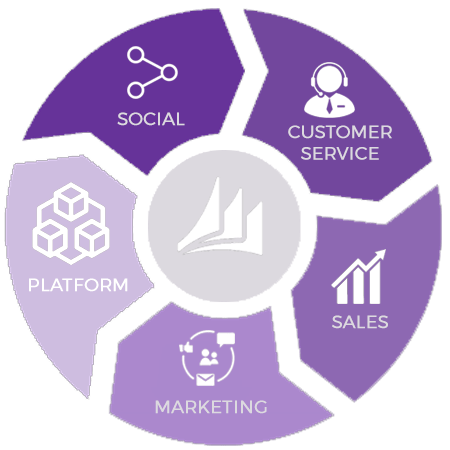 SOCIAL
CUSTOMER
SERVICE
SALES
MARKETING
PLATFORM